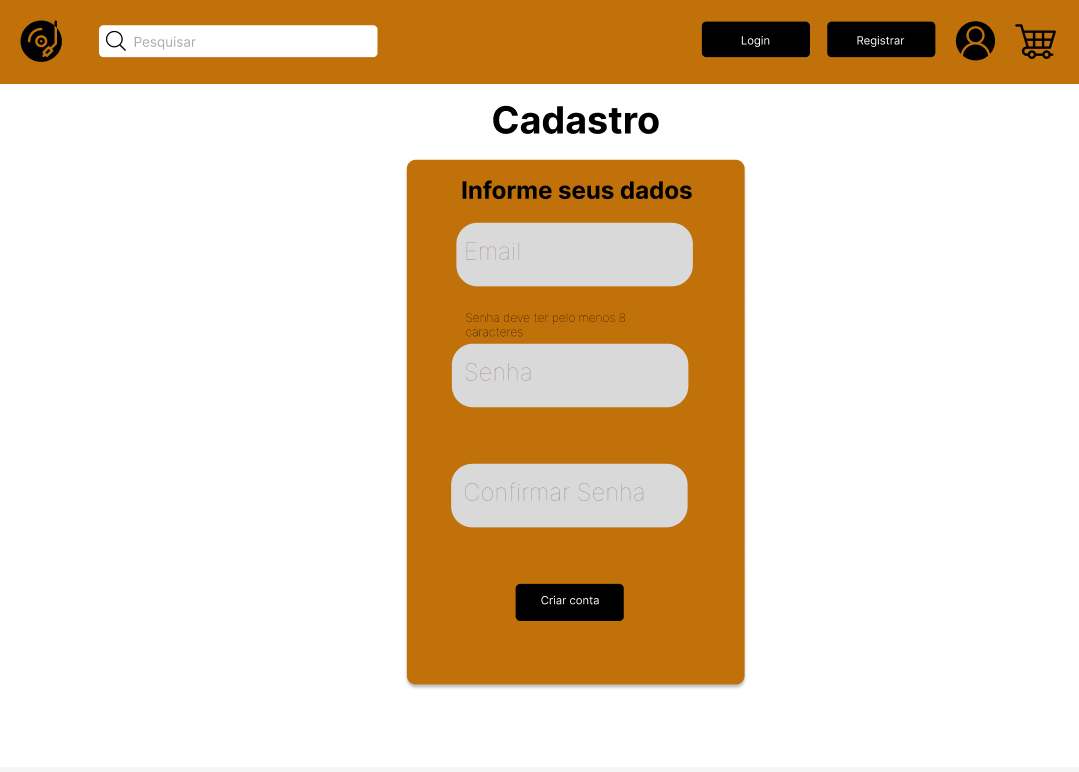 Pesquisar
Login
Registrar
Cadastro
Informe seus dados
Email
Senha deve ter pelo menos 8
caracteres
Senha
Confirmar Senha
Criar conta